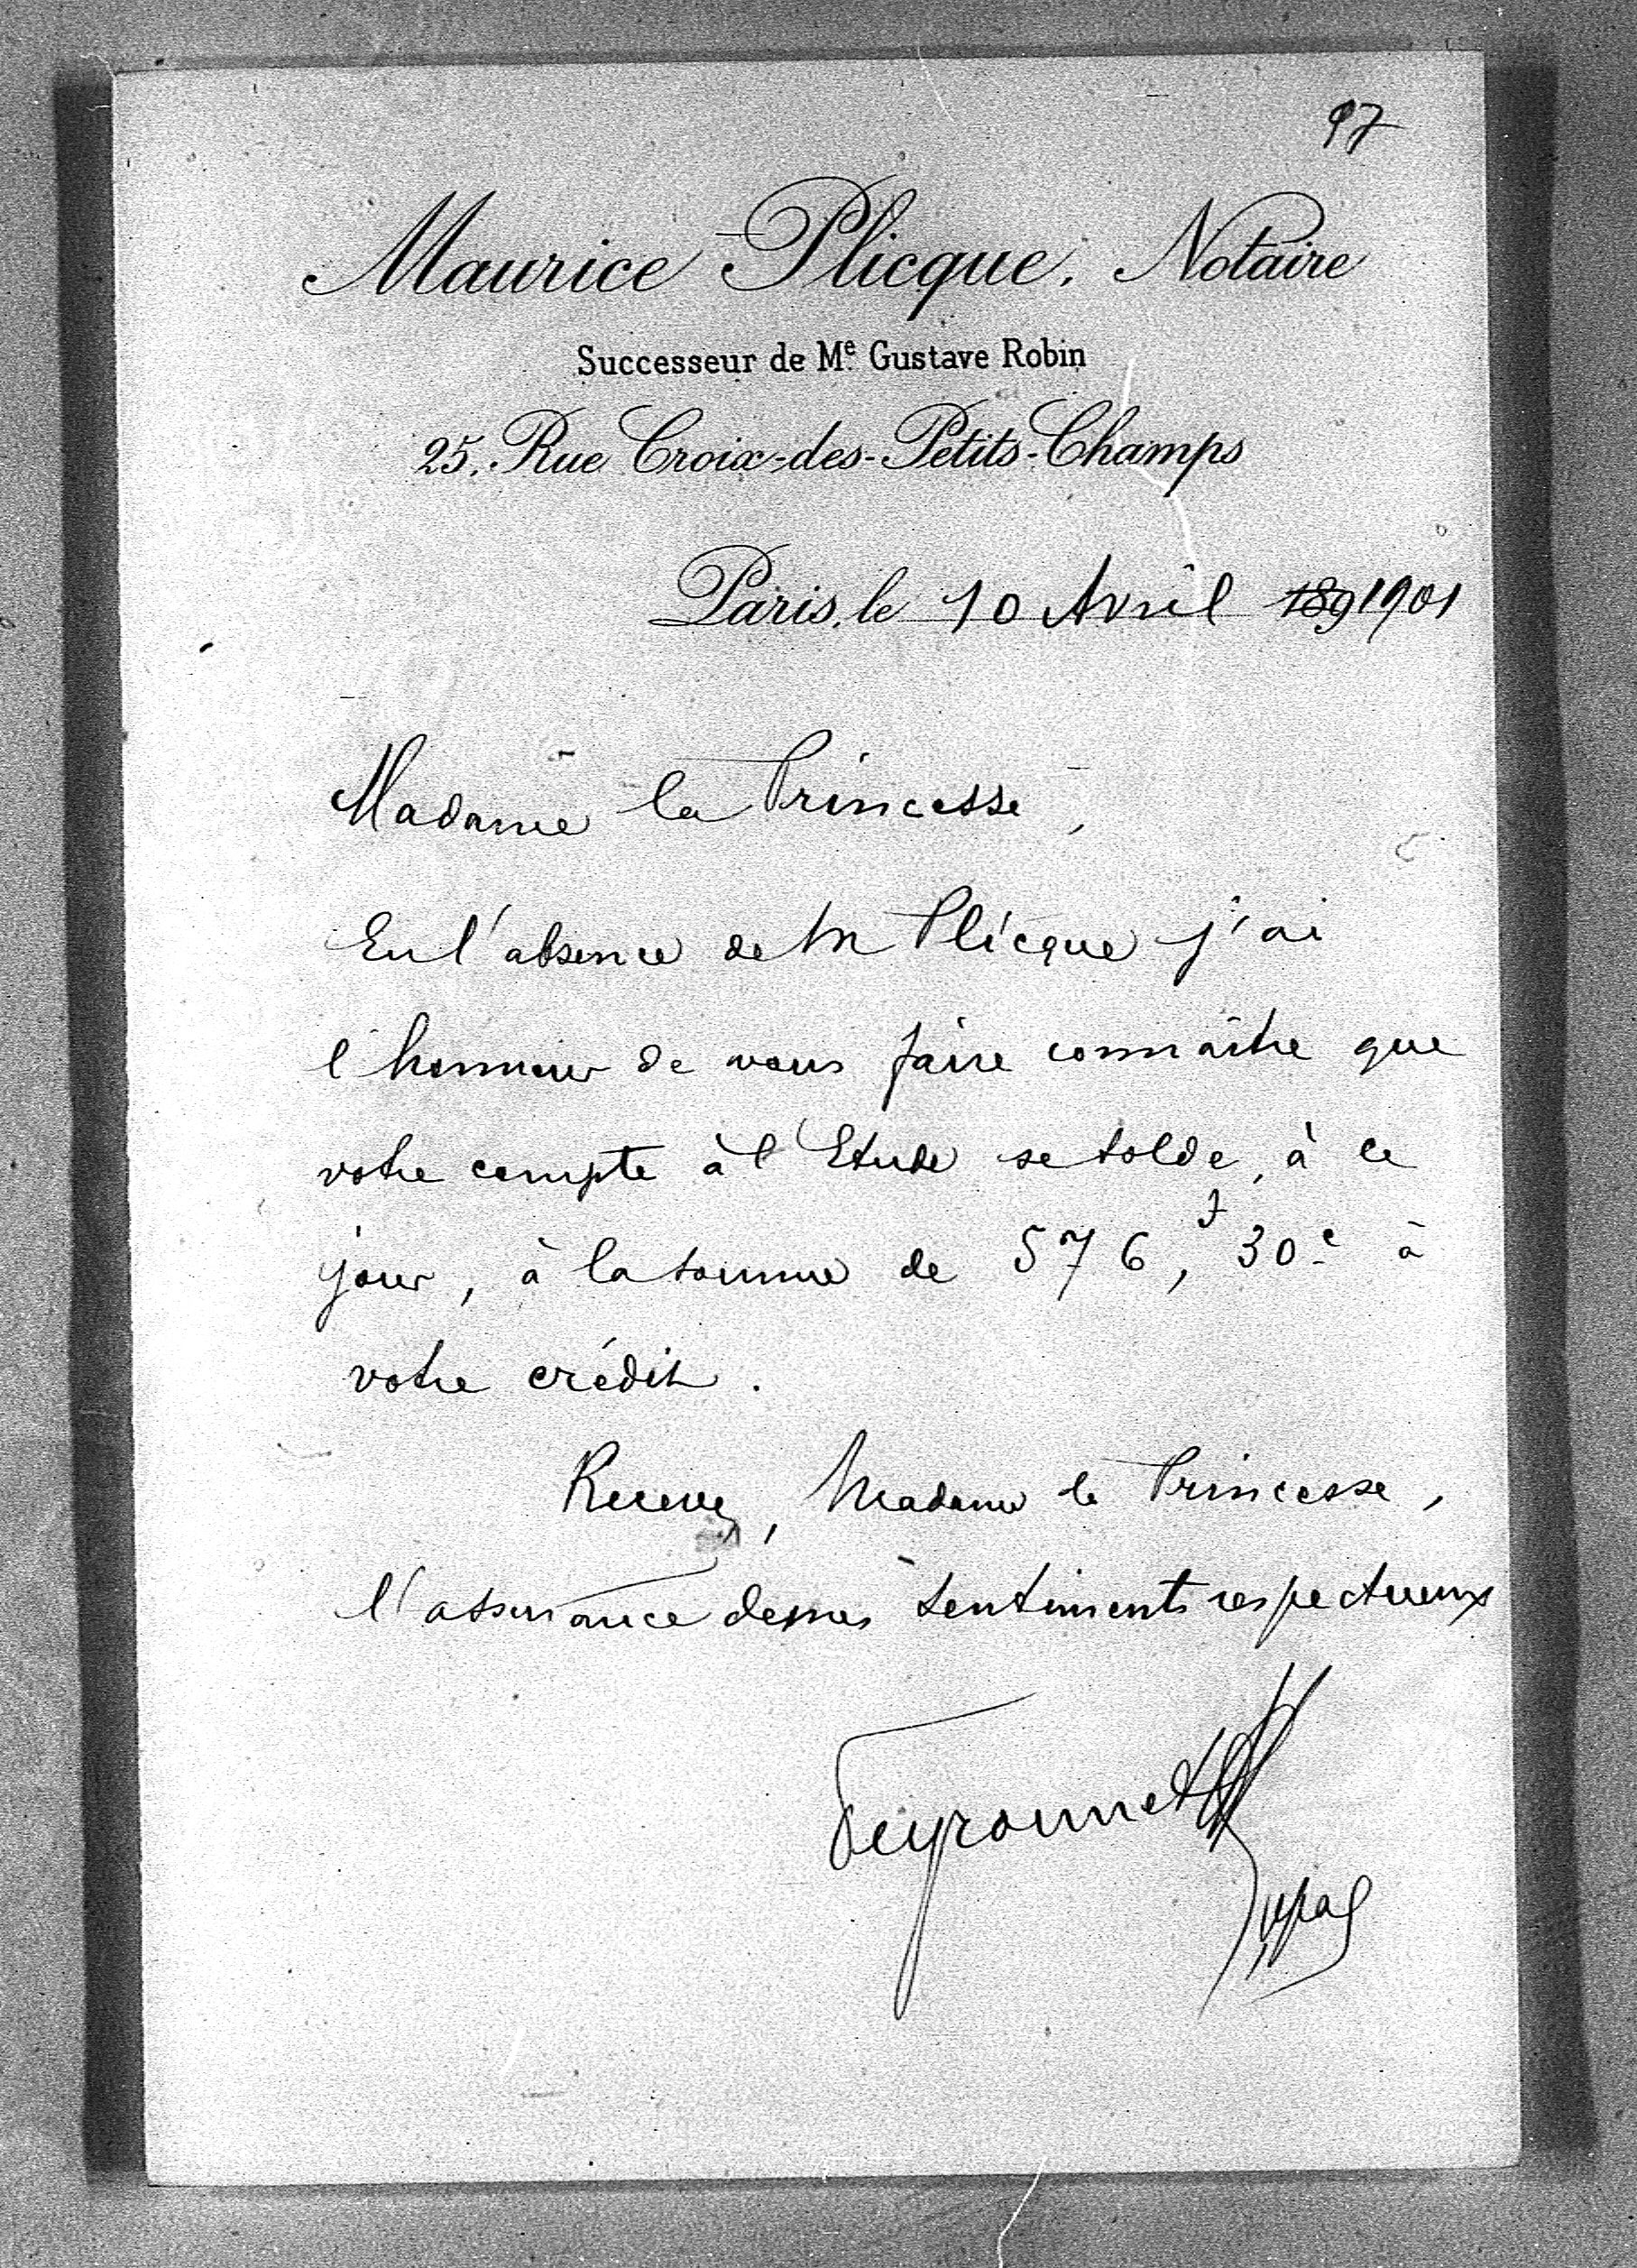 97
Maurice Plicque, Notaire
Successeur de Me Gustave Robin
25, Rue Croix-des-Petits-Champs
Paris, le 10 Avril 189 1901
Madame la Princesse,
En l'absence de M Plicque j'ai
l'honneur de vous faire connaître que
votre compte à l'Etude se solde, à ce
jour, à la somme de 576,f 30c à
votre crédit.
Recevez, Madame la Princesse,
l'assurance de mes sentiments respectueux
Peyronnet